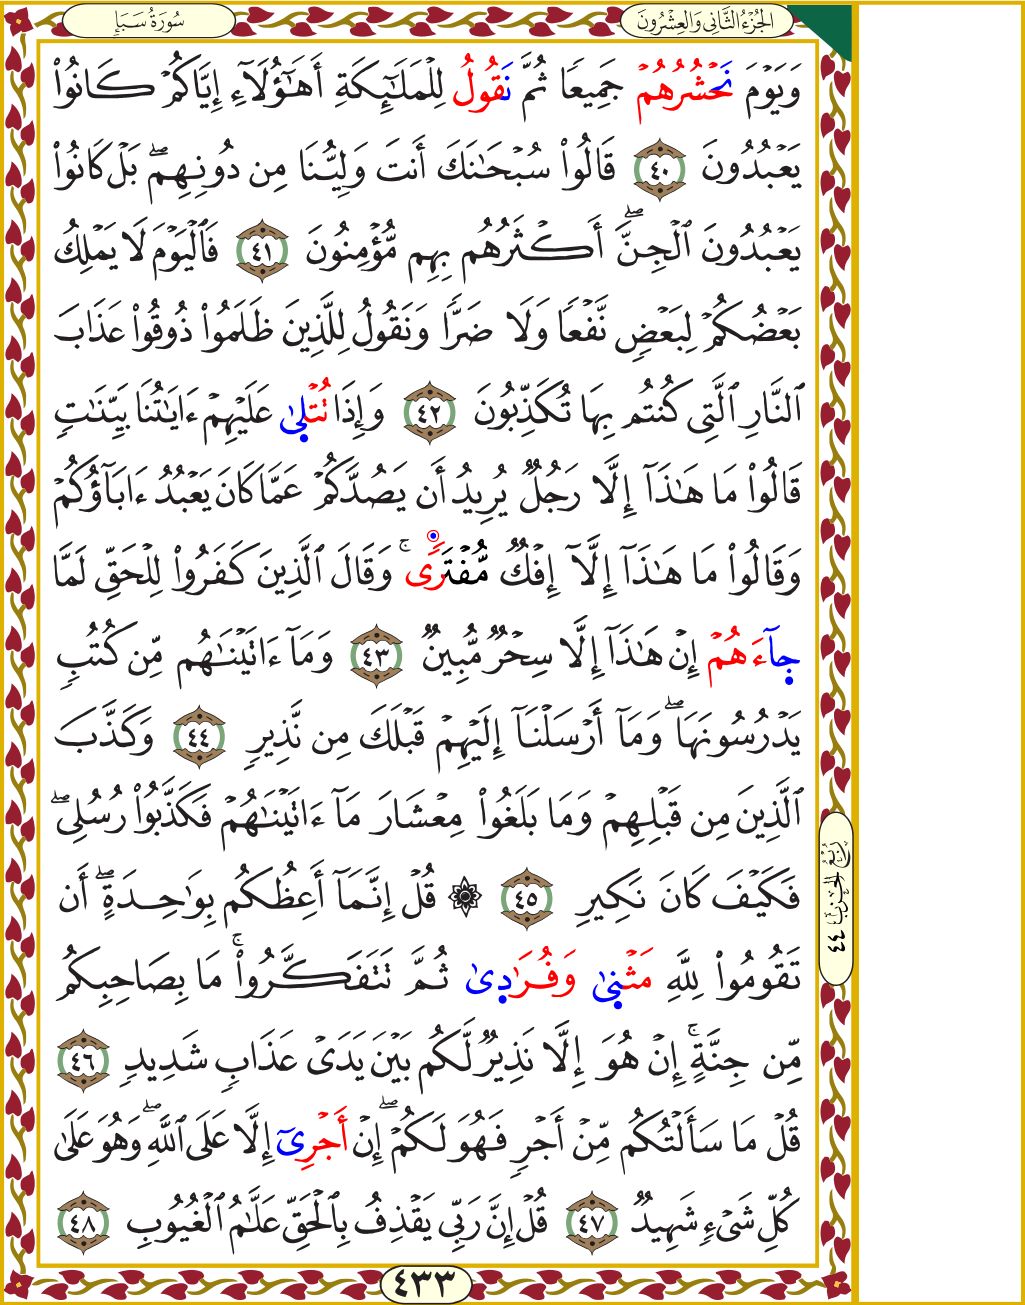 الجُزْءُ الثَّانِي وَالعِشْرُونَ
سُورَةُ سَبَإٍ
وَيَوْمَ نَحْشُرُهُمْ جَمِيعًا ثُمَّ نَقُولُ لِلْمَلَٰٓئِكَةِ أَهَٰٓؤُلَآءِ إِيَّاكُمْ كَانُوا۟
يَعْبُدُونَ ٤٠ قَالُوا۟ سُبْحَٰنَكَ أَنتَ وَلِيُّنَا مِن دُونِهِمۖ بَلْ كَانُوا۟
يَعْبُدُونَ ٱلْجِنَّۖ أَكْثَرُهُم بِهِم مُّؤْمِنُونَ ٤١ فَٱلْيَوْمَ لَا يَمْلِكُ
بَعْضُكُمْ لِبَعْضٍ نَّفْعًا وَلَا ضَرًّا وَنَقُولُ لِلَّذِينَ ظَلَمُوا۟ ذُوقُوا۟ عَذَابَ
ٱلنَّارِ ٱلَّتِى كُنتُم بِهَا تُكَذِّبُونَ ٤٢ وَإِذَا تُتْلَىٰ عَلَيْهِمْ ءَايَٰتُنَا بَيِّنَٰتٍ
قَالُوا۟ مَا هَٰذَآ إِلَّا رَجُلٌ يُرِيدُ أَن يَصُدَّكُمْ عَمَّا كَانَ يَعْبُدُ ءَابَآؤُكُمْ
وَقَالُوا۟ مَا هَٰذَآ إِلَّآ إِفْكٌ مُّفْتَرًىۚ وَقَالَ ٱلَّذِينَ كَفَرُوا۟ لِلْحَقِّ لَمَّا
جَآءَهُمْ إِنْ هَٰذَآ إِلَّا سِحْرٌ مُّبِينٌ ٤٣ وَمَآ ءَاتَيْنَٰهُم مِّن كُتُبٍ
يَدْرُسُونَهَاۖ وَمَآ أَرْسَلْنَآ إِلَيْهِمْ قَبْلَكَ مِن نَّذِيرٍ ٤٤ وَكَذَّبَ
ٱلَّذِينَ مِن قَبْلِهِمْ وَمَا بَلَغُوا۟ مِعْشَارَ مَآ ءَاتَيْنَٰهُمْ فَكَذَّبُوا۟ رُسُلِىۖ
فَكَيْفَ كَانَ نَكِيرِ ٤٥ ۞ قُلْ إِنَّمَآ أَعِظُكُم بِوَٰحِدَةٍۖ أَن
تَقُومُوا۟ لِلَّهِ مَثْنَىٰ وَفُرَٰدَىٰ ثُمَّ تَتَفَكَّرُوا۟ۚ مَا بِصَاحِبِكُم
مِّن جِنَّةٍۚ إِنْ هُوَ إِلَّا نَذِيرٌ لَّكُم بَيْنَ يَدَىْ عَذَابٍ شَدِيدٍ ٤٦
قُلْ مَا سَأَلْتُكُم مِّنْ أَجْرٍ فَهُوَ لَكُمْۖ إِنْ أَجْرِىَ إِلَّا عَلَى ٱللَّهِۖ وَهُوَ عَلَىٰ
كُلِّ شَىْءٍ شَهِيدٌ ٤٧ قُلْ إِنَّ رَبِّى يَقْذِفُ بِٱلْحَقِّ عَلَّٰمُ ٱلْغُيُوبِ ٤٨
رُبْعُ الحِزْبِ ٤٤
٤٣٣